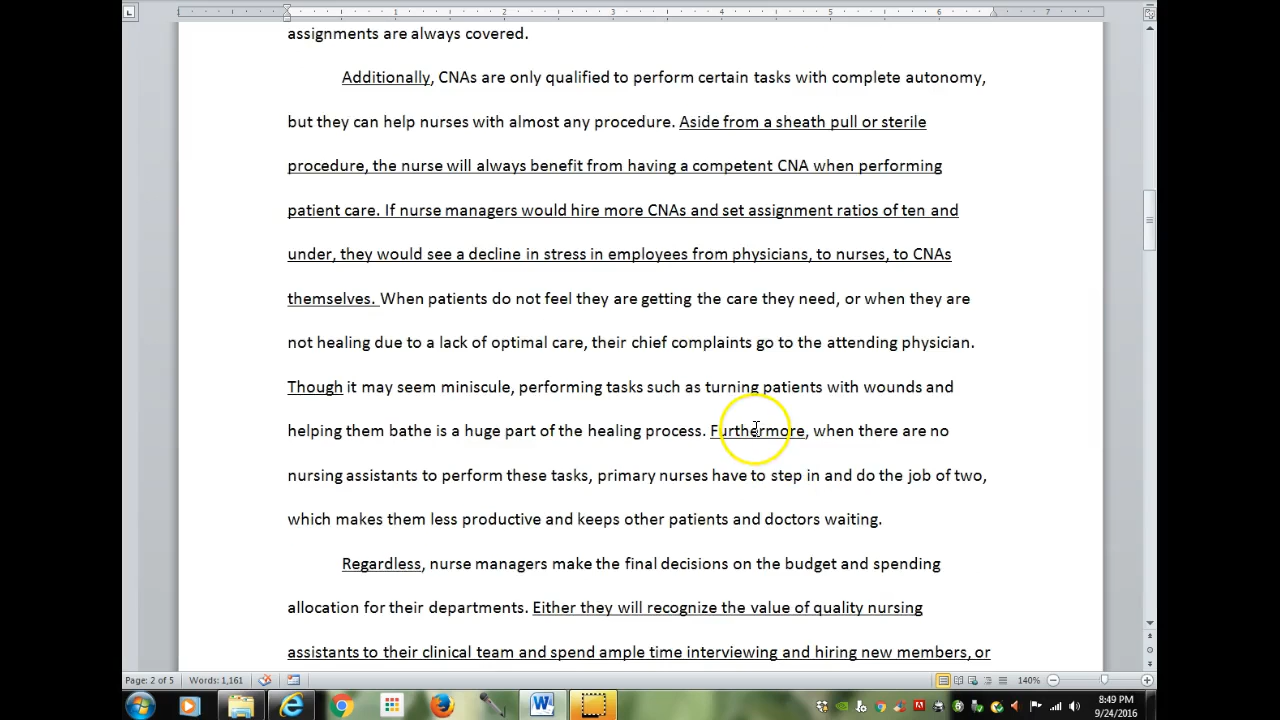 1 2 3 4 5 6 7
assignments are always covered.
Additionally, CNAs are only qualified to perform certain tasks with complete autonomy,
but they can help nurses with almost any procedure. Aside from a sheath pull or sterile
procedure, the nurse will always benefit from having a competent CNA when performing
patient care. If nurse managers would hire more CNAs and set assignment ratios of ten and
under, they would see a decline in stress in employees from physicians, to nurses, to CNAs
themselves. When patients do not feel they are getting the care they need, or when they are
not healing due to a lack of optimal care, their chief complaints go to the attending physician.
Though it may seem miniscule, performing tasks such as turning patients with wounds and
helping them bathe is a huge part of the healing process. Furthermore, when there are no
nursing assistants to perform these tasks, primary nurses have to step in and do the job of two,
which makes them less productive and keeps other patients and doctors waiting.
Regardless, nurse managers make the final decisions on the budget and spending
allocation for their departments. Either they will recognize the value of quality nursing
assistants to their clinical team and spend ample time interviewing and hiring new members, or
Page: 2 of 5 Words: 1,161 140%
8:49 PM
9/24/2016